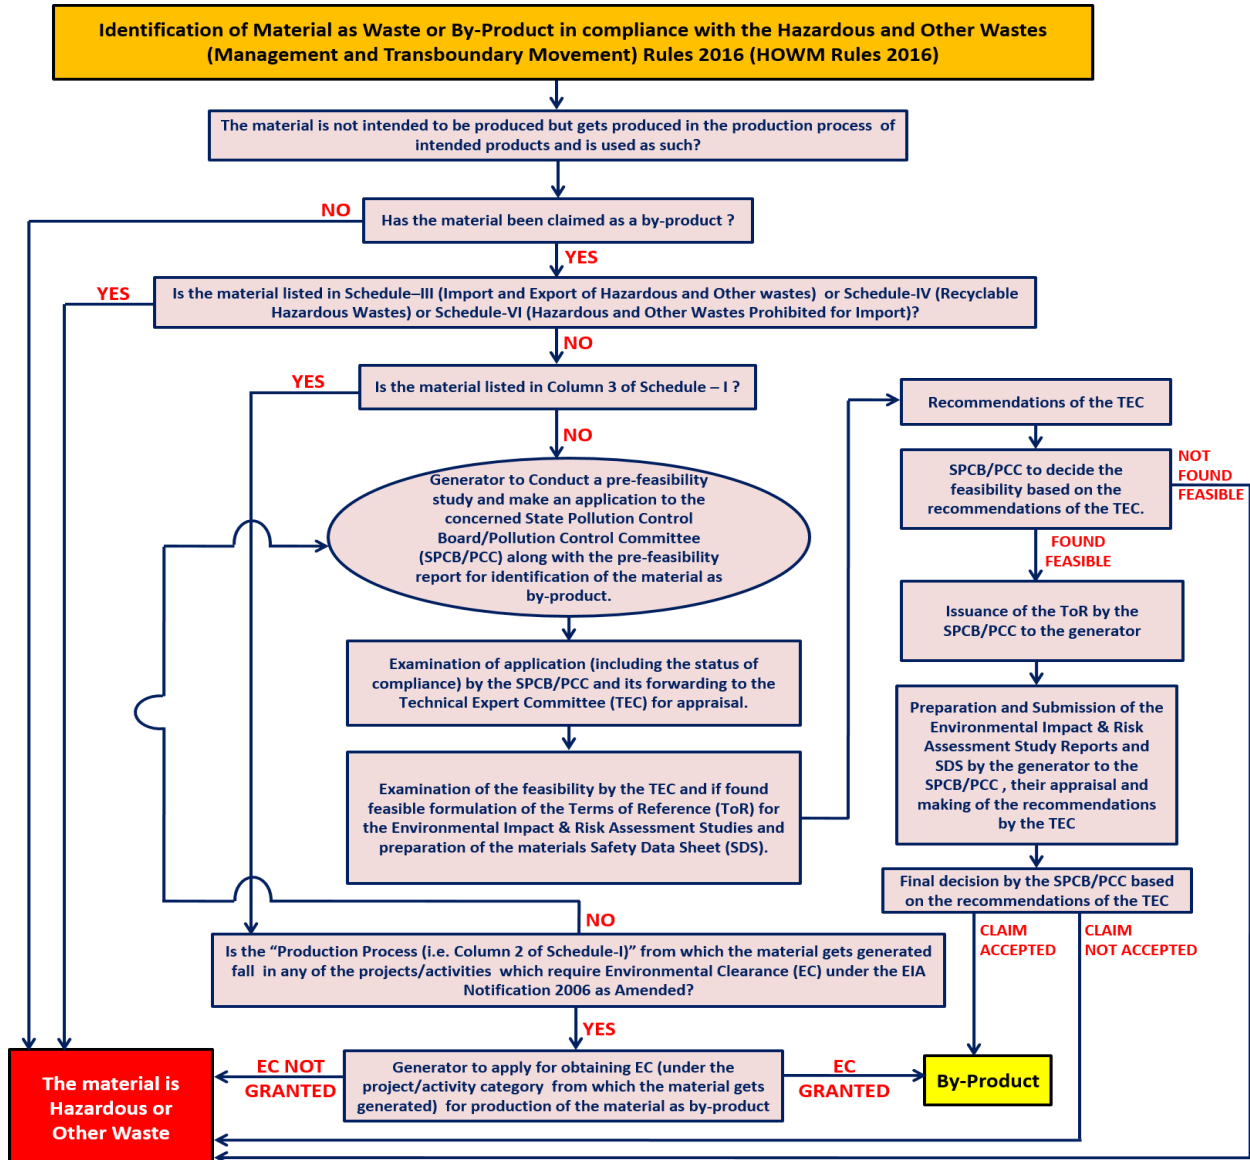 Identification of Material as Waste or By-Product in compliance with the Hazardous and Other Wastes
(Management and Transboundary Movement) Rules 2016 (HOWM Rules 2016)
The material is not intended to be produced but gets produced in the production process of
intended products and is used as such?
NO
Has the material been claimed as a by-product ?
YES
YES
Is the material listed in Schedule–III (Import and Export of Hazardous and Other wastes) or Schedule-IV (Recyclable
Hazardous Wastes) or Schedule-VI (Hazardous and Other Wastes Prohibited for Import)?
NO
YES
Is the material listed in Column 3 of Schedule – I ?
NO
Generator to Conduct a pre-feasibility
study and make an application to the
concerned State Pollution Control
Board/Pollution Control Committee
(SPCB/PCC) along with the pre-feasibility
report for identification of the material as
by-product.
Examination of application (including the status of
compliance) by the SPCB/PCC and its forwarding to the
Technical Expert Committee (TEC) for appraisal.
Examination of the feasibility by the TEC and if found
feasible formulation of the Terms of Reference (ToR) for
the Environmental Impact & Risk Assessment Studies and
preparation of the materials Safety Data Sheet (SDS).
Recommendations of the TEC
SPCB/PCC to decide the
feasibility based on the
recommendations of the TEC.
NOT
FOUND
FEASIBLE
FOUND
FEASIBLE
Issuance of the ToR by the
SPCB/PCC to the generator
Preparation and Submission of the
Environmental Impact & Risk
Assessment Study Reports and
SDS by the generator to the
SPCB/PCC , their appraisal and
making of the recommendations
by the TEC
Final decision by the SPCB/PCC based
on the recommendations of the TEC
CLAIM
ACCEPTED
CLAIM
NOT ACCEPTED
NO
Is the “Production Process (i.e. Column 2 of Schedule-I)” from which the material gets generated
fall in any of the projects/activities which require Environmental Clearance (EC) under the EIA
Notification 2006 as Amended?
YES
EC NOT
GRANTED
Generator to apply for obtaining EC (under the
project/activity category from which the material gets
generated) for production of the material as by-product
EC
GRANTED
By-Product
The material is
Hazardous or
Other Waste